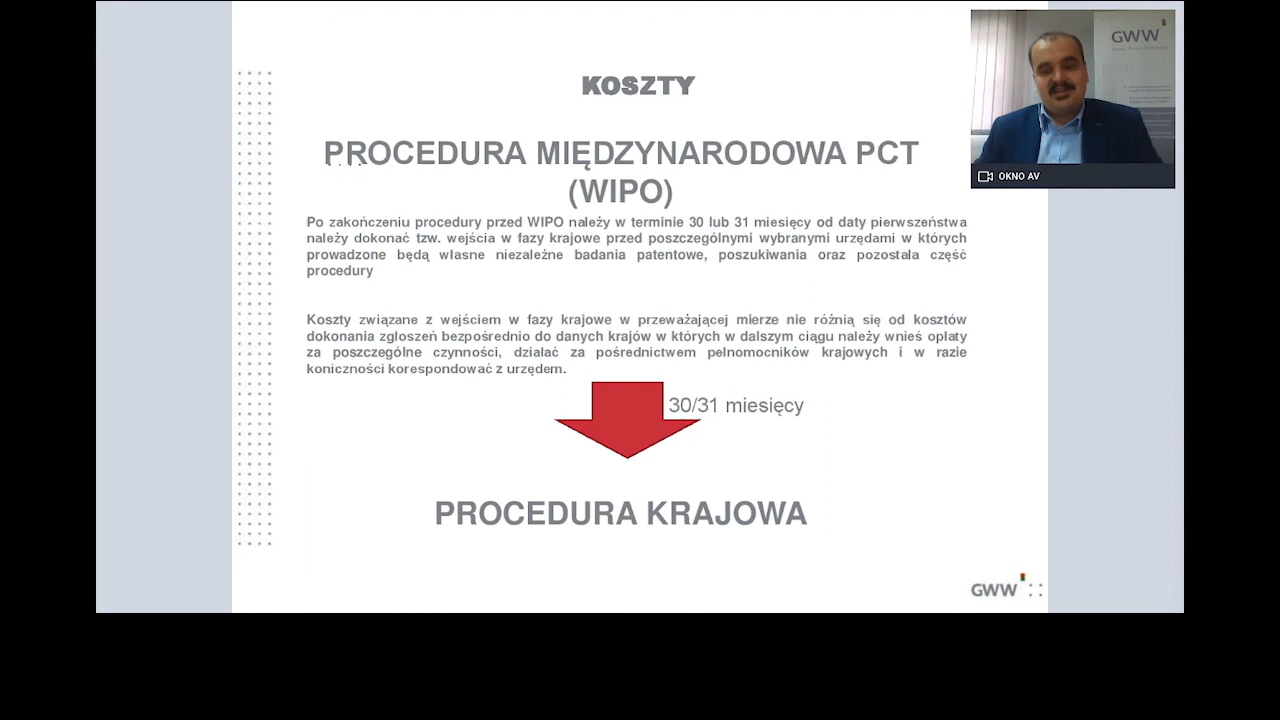 KOSZTY
PROCEDURA MIĘDZYNARODOWA PCT
(WIPO)
Po zakończeniu procedury przed WIPO należy w terminie 30 lub 31 miesięcy od daty pierwszeństwa
należy dokonać tzw. wejścia w fazy krajowe przed poszczególnymi wybranymi urzędami w których
prowadzone będą własne niezależne badania patentowe, poszukiwania oraz pozostała część
procedury
Koszty związane z wejściem w fazy krajowe w przeważającej mierze nie różnią się od kosztów
dokonania zgłoszeń bezpośrednio do danych krajów w których w dalszym ciągu należy wnieś opłaty
za poszczególne czynności, działać za pośrednictwem pełnomocników krajowych i w razie
koniczności korespondować z urzędem.
30/31 miesięcy
PROCEDURA KRAJOWA
GWW
GWW
OKNO AV